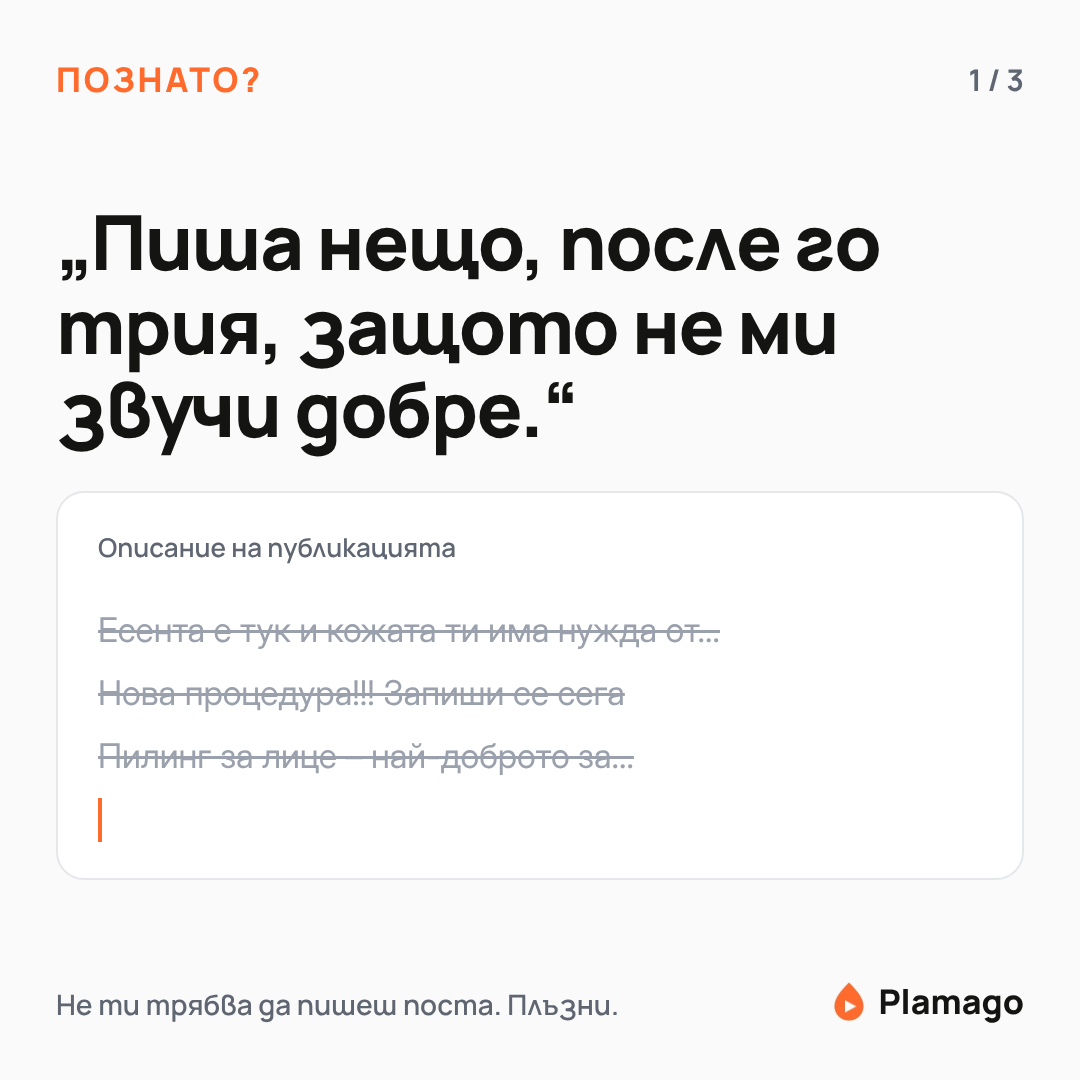 ПОЗНАТО?
1 / 3
„Пиша нещо, после го
трия, защото не ми
звучи добре.“
Описание на публикацията
Есента е тук и кожата ти има нужда от...
Нова процедура!!! Запиши се сега
Пилинг за лице – най-доброто за...
Не ти трябва да пишеш поста. Плъзни.
Plamago